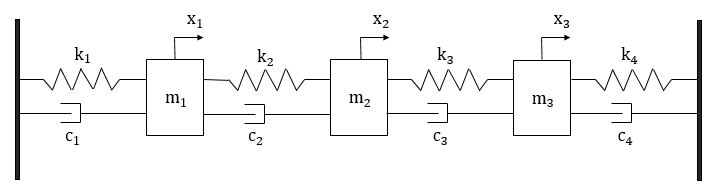 x₁ x₂ x₃
k₁ k₂ k₃ k₄
m₁ m₂ m₃
c₁ c₂ c₃ c₄